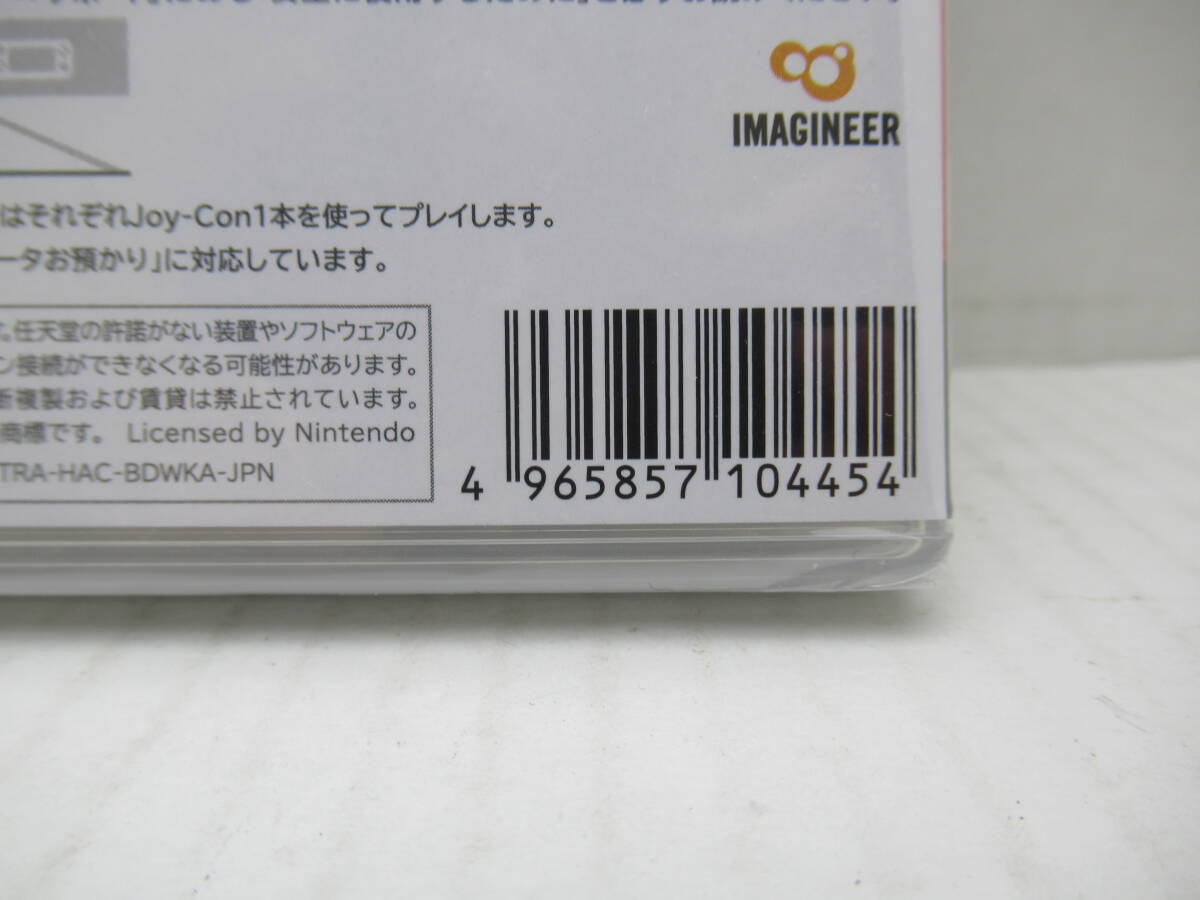 IMAGINEER
はそれぞれJoy-Con1本を使ってプレイします。
ータお預かり」に対応しています。
。任天堂の許諾がない装置やソフトウェアの
ン接続ができなくなる可能性があります。
断複製および賃貸は禁止されています。
商標です。 Licensed by Nintendo
TRA-HAC-BDWKA-JPN
4 965857 104454